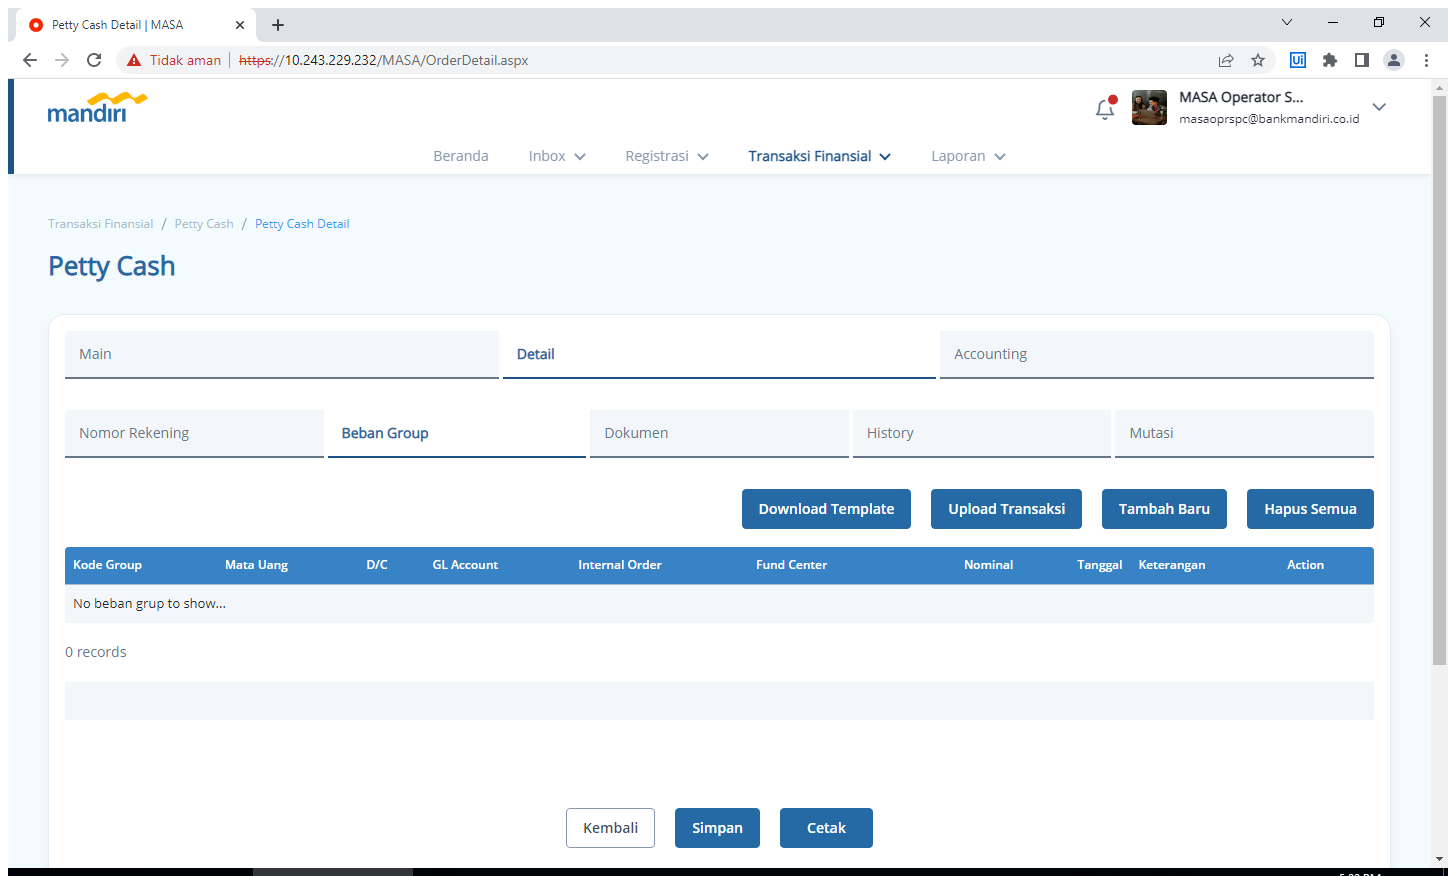 Petty Cash Detail | MASA
Tidak aman https://10.243.229.232/MASA/OrderDetail.aspx
Ui
mandiri
MASA Operator S...
masaoprspc@bankmandiri.co.id
Beranda Inbox Registrasi Transaksi Finansial Laporan
Transaksi Finansial / Petty Cash / Petty Cash Detail
Petty Cash
Main Detail Accounting
Nomor Rekening Beban Group Dokumen History Mutasi
Download Template Upload Transaksi Tambah Baru Hapus Semua
Kode Group Mata Uang D/C GL Account Internal Order Fund Center Nominal Tanggal Keterangan Action
No beban grup to show...
0 records
Kembali Simpan Cetak